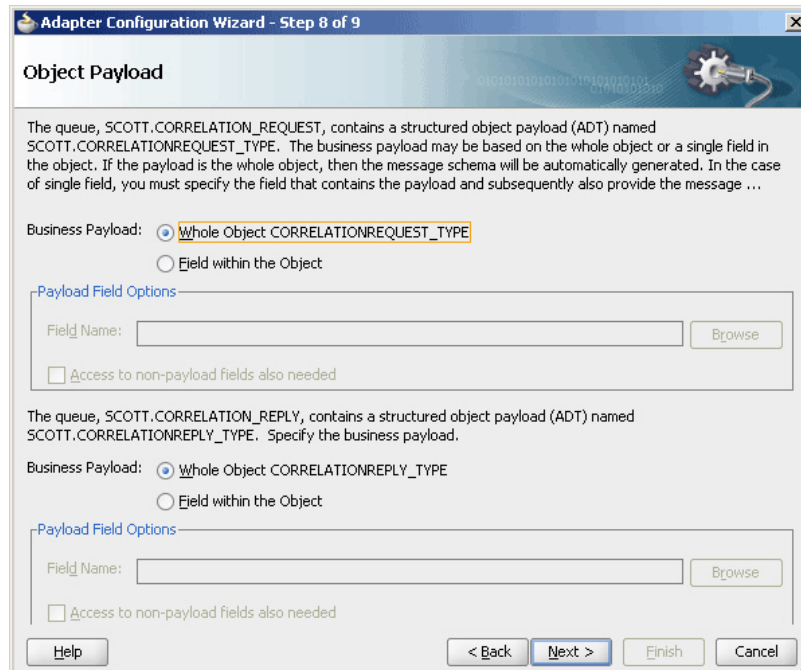 Adapter Configuration Wizard - Step 8 of 9
Object Payload
The queue, SCOTT.CORRELATION_REQUEST, contains a structured object payload (ADT) named
SCOTT.CORRELATIONREQUEST_TYPE.  The business payload may be based on the whole object or a single field in
the object. If the payload is the whole object, then the message schema will be automatically generated. In the case
of single field, you must specify the field that contains the payload and subsequently also provide the message ...
Business Payload: Whole Object CORRELATIONREQUEST_TYPE
Field within the Object
Payload Field Options
Field Name: Browse
Access to non-payload fields also needed
The queue, SCOTT.CORRELATION_REPLY, contains a structured object payload (ADT) named
SCOTT.CORRELATIONREPLY_TYPE.  Specify the business payload.
Business Payload: Whole Object CORRELATIONREPLY_TYPE
Field within the Object
Payload Field Options
Field Name: Browse
Access to non-payload fields also needed
Help < Back Next > Finish Cancel